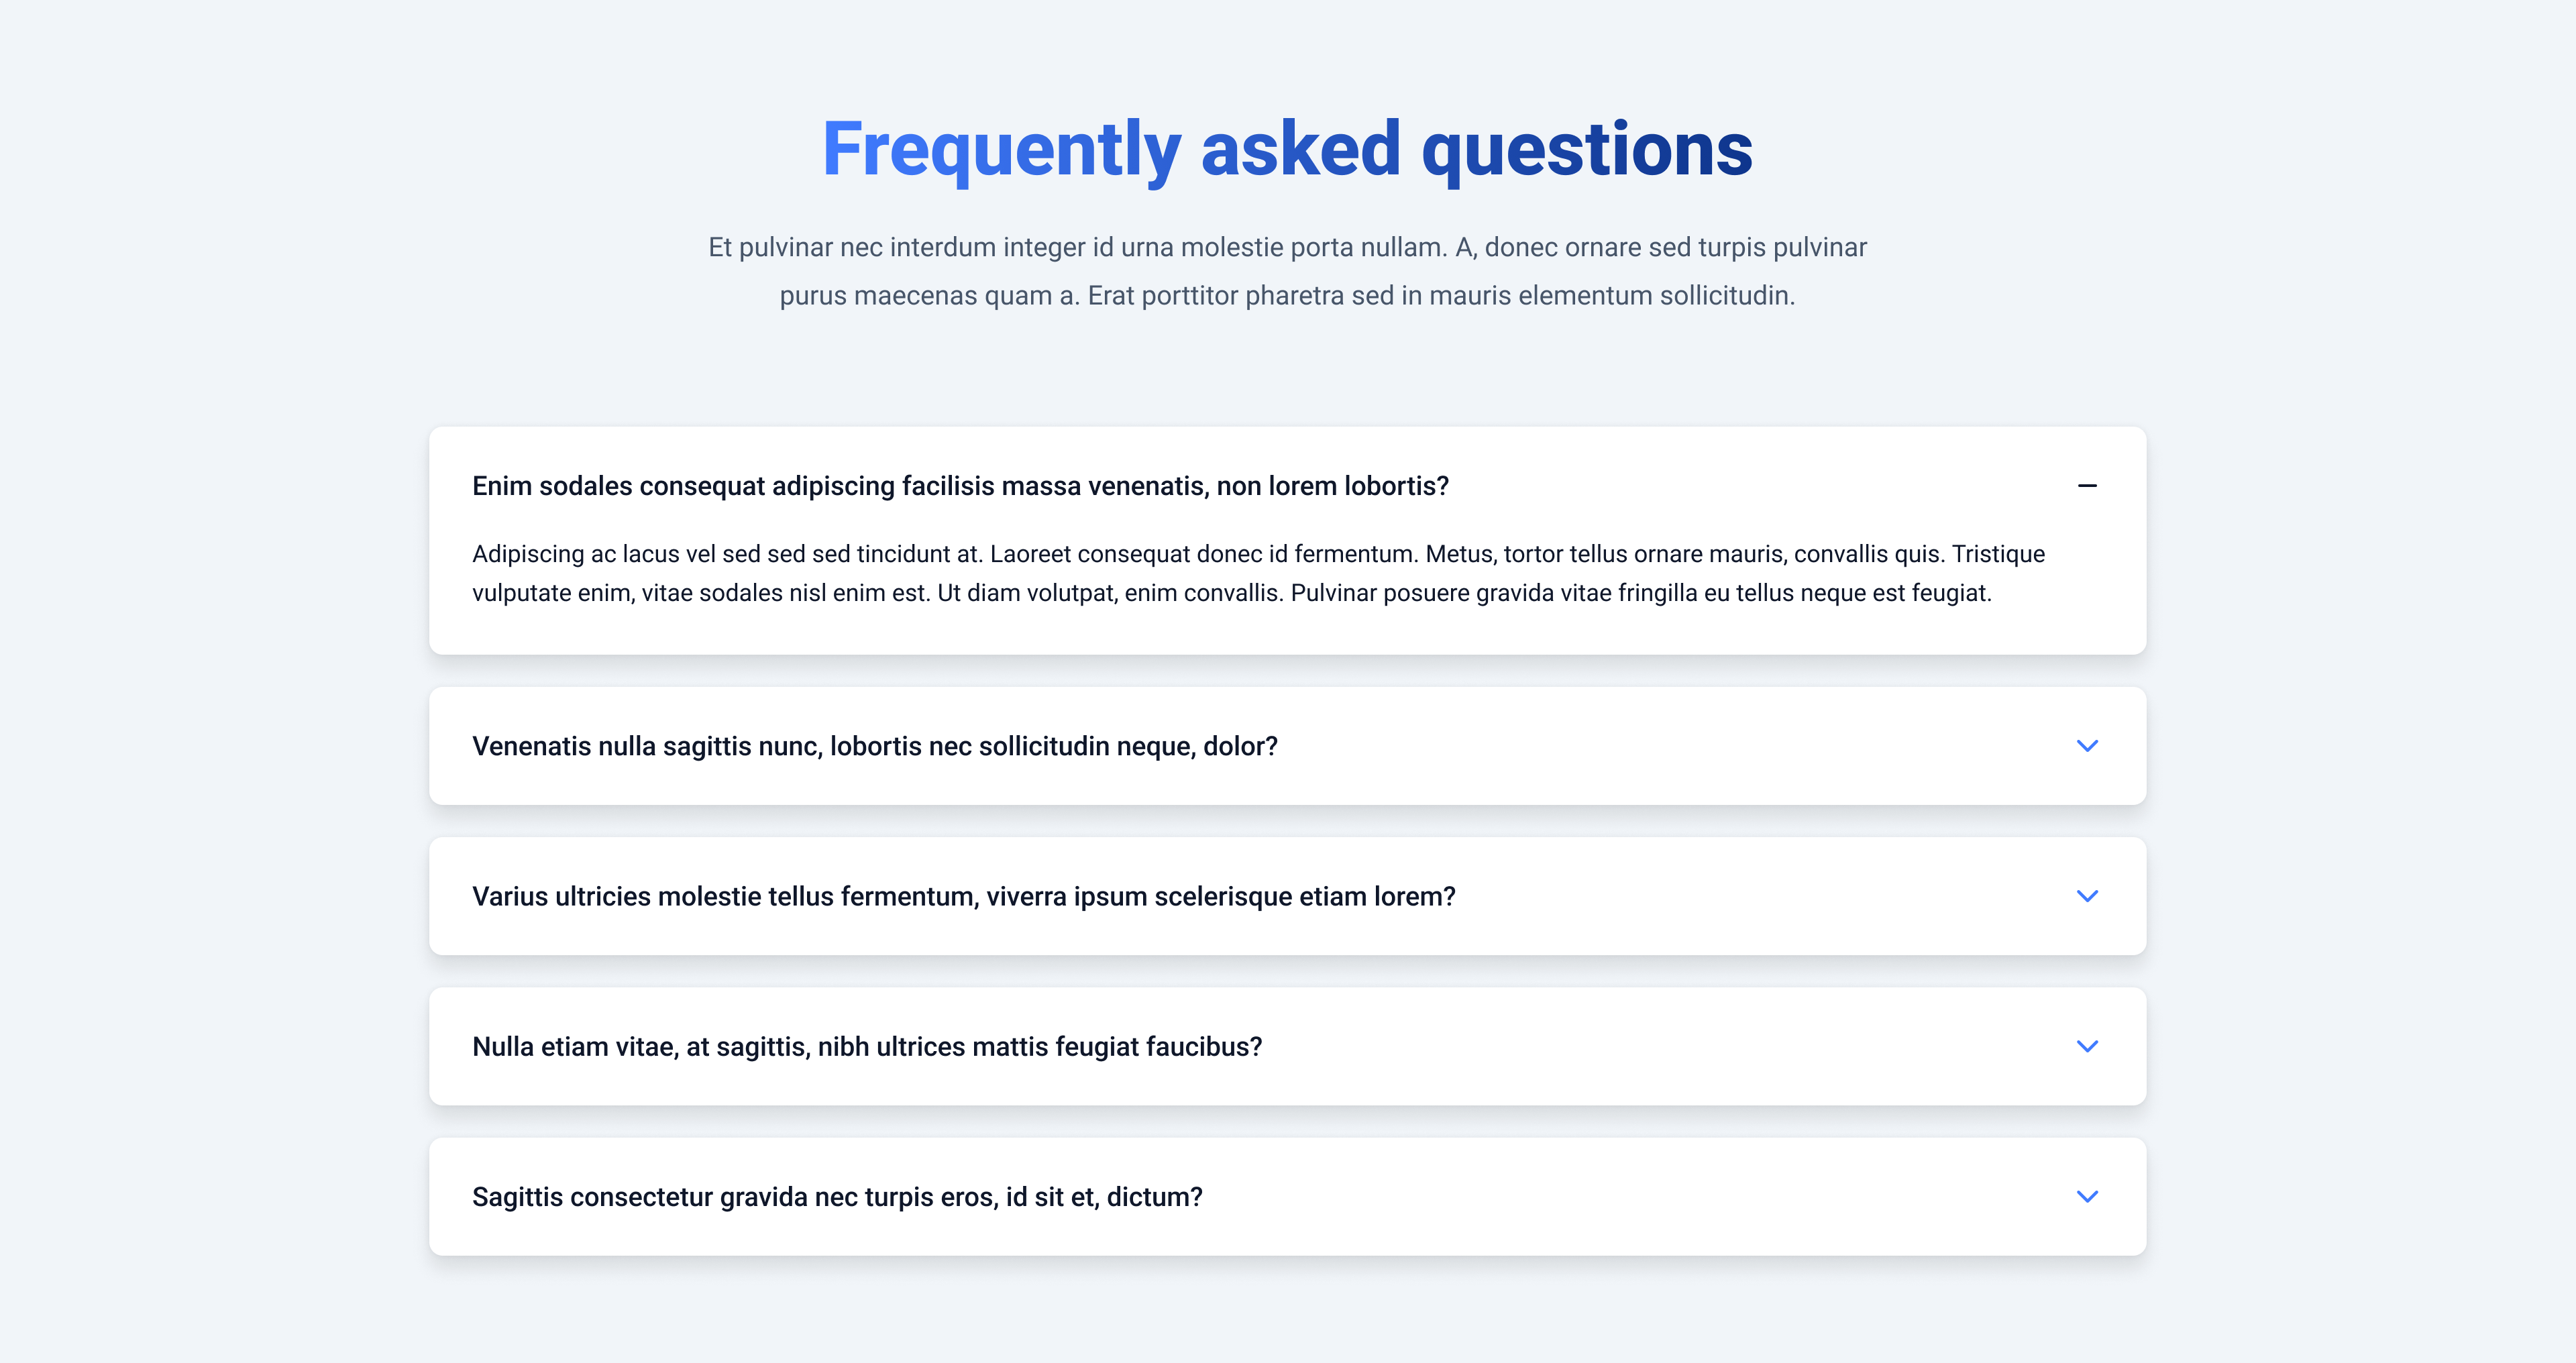 Frequently asked questions
Et pulvinar nec interdum integer id urna molestie porta nullam. A, donec ornare sed turpis pulvinar
purus maecenas quam a. Erat porttitor pharetra sed in mauris elementum sollicitudin.
Enim sodales consequat adipiscing facilisis massa venenatis, non lorem lobortis?
Adipiscing ac lacus vel sed sed sed tincidunt at. Laoreet consequat donec id fermentum. Metus, tortor tellus ornare mauris, convallis quis. Tristique
vulputate enim, vitae sodales nisl enim est. Ut diam volutpat, enim convallis. Pulvinar posuere gravida vitae fringilla eu tellus neque est feugiat.
Venenatis nulla sagittis nunc, lobortis nec sollicitudin neque, dolor?
Varius ultricies molestie tellus fermentum, viverra ipsum scelerisque etiam lorem?
Nulla etiam vitae, at sagittis, nibh ultrices mattis feugiat faucibus?
Sagittis consectetur gravida nec turpis eros, id sit et, dictum?